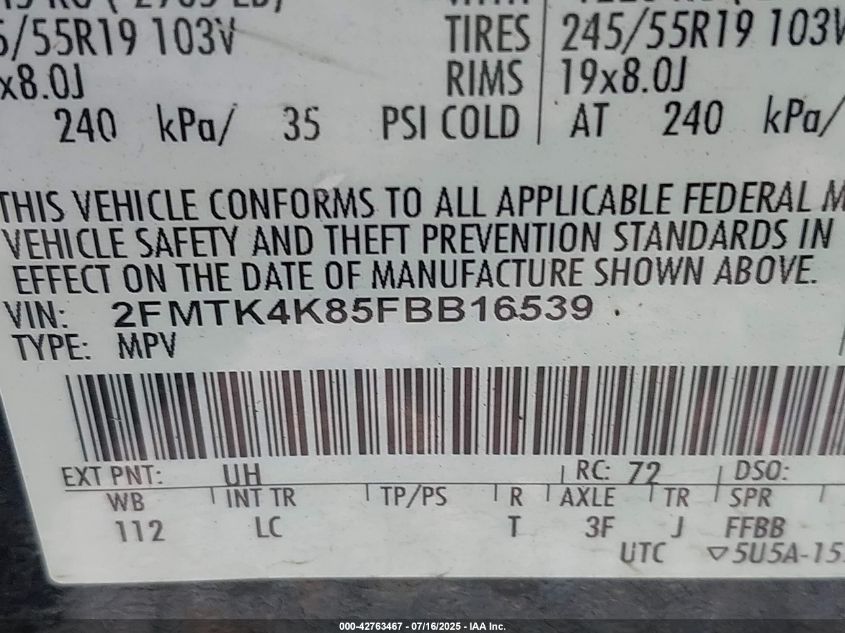 /55R19 103V TIRES 245/55R19 103V
x8.0J RIMS 19x8.0J
240 kPa/ 35 PSI COLD AT 240 kPa/
THIS VEHICLE CONFORMS TO ALL APPLICABLE FEDERAL M
VEHICLE SAFETY AND THEFT PREVENTION STANDARDS IN
EFFECT ON THE DATE OF MANUFACTURE SHOWN ABOVE.
VIN: 2FMTK4K85FBB16539
TYPE: MPV
EXT PNT: UH RC: 72 DSO:
WB INT TR TP/PS R AXLE TR SPR
112 LC T 3F J FFBB
UTC ▽5U5A-15
000-42763467 - 07/16/2025 - IAA Inc.